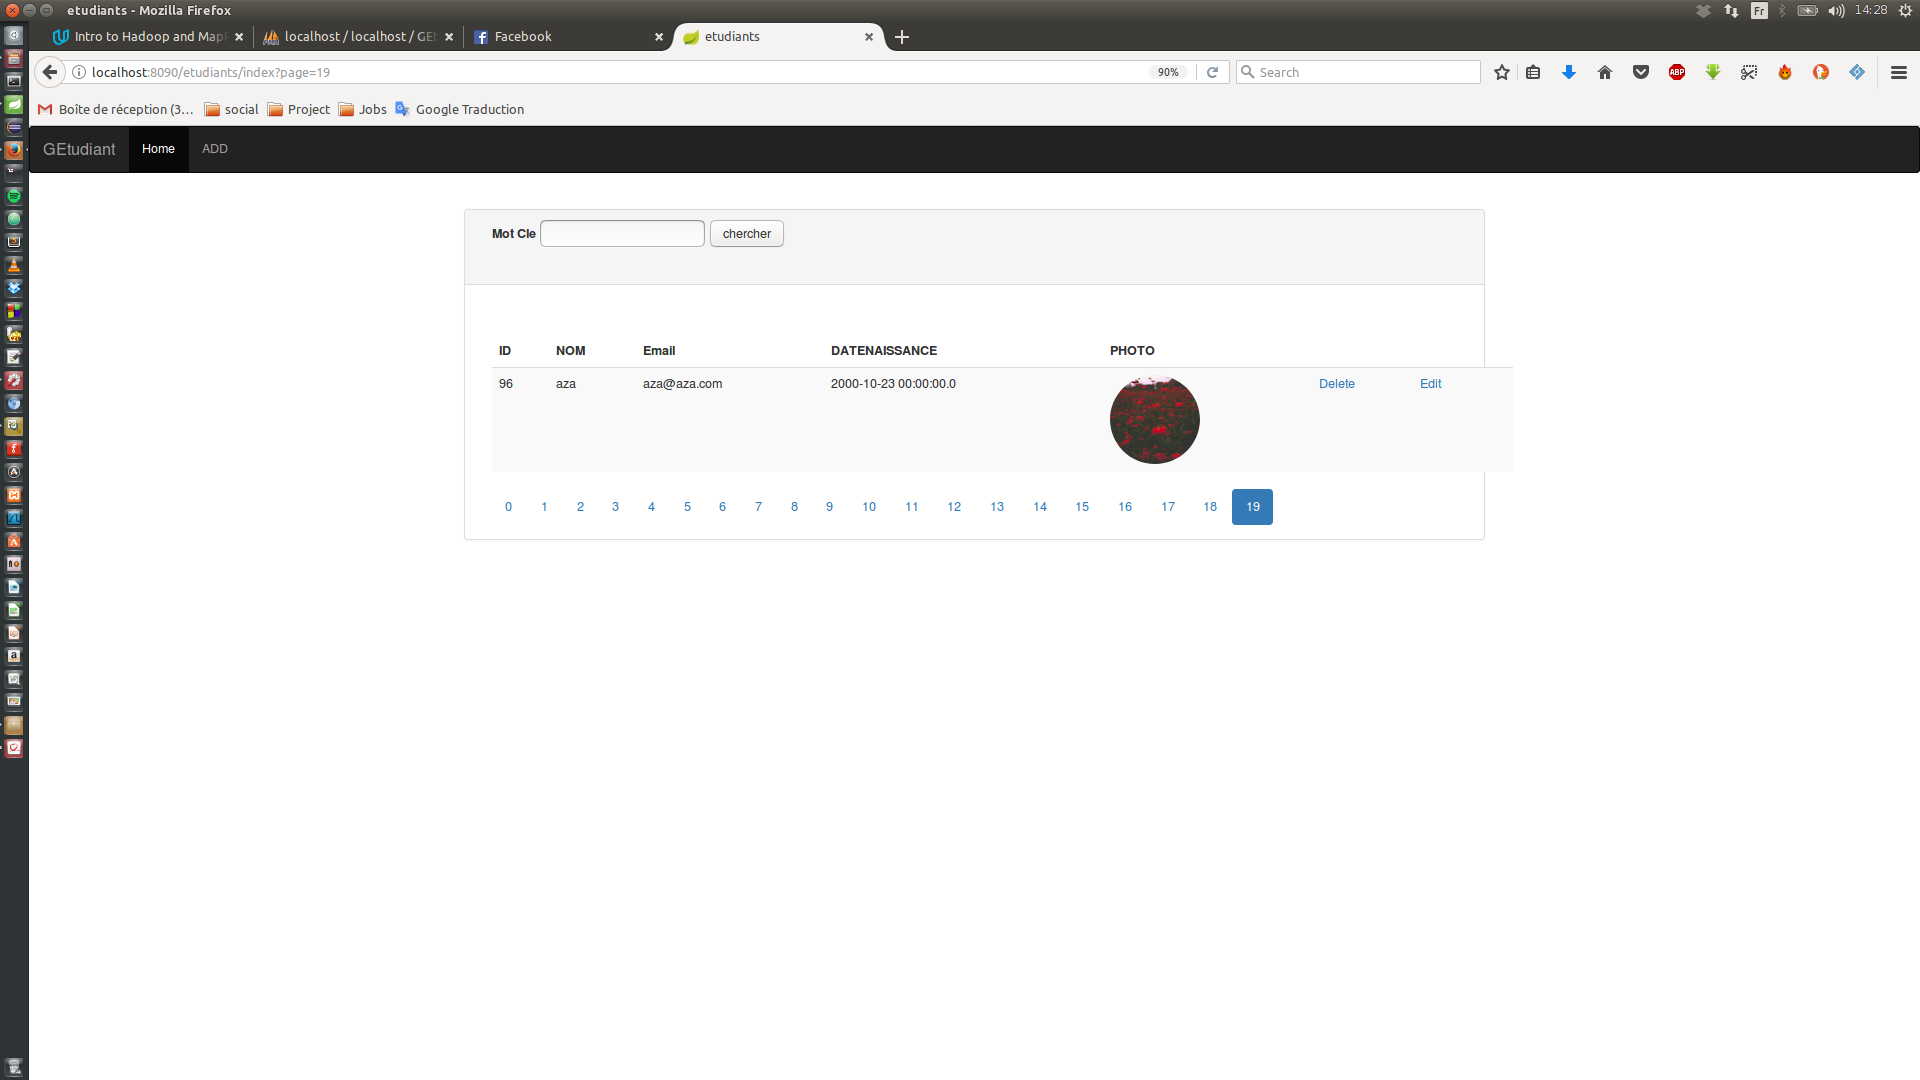 etudiants - Mozilla Firefox
Fr
14:28
Intro to Hadoop and Map
localhost / localhost / GEt
Facebook
etudiants
localhost:8090/etudiants/index?page=19
90%
Search
ABP
Boîte de réception (3...
social
Project
Jobs
Google Traduction
GEtudiant
Home
ADD
Mot Cle
chercher
ID NOM Email DATENAISSANCE PHOTO
96 aza aza@aza.com 2000-10-23 00:00:00.0 Delete Edit
0 1 2 3 4 5 6 7 8 9 10 11 12 13 14 15 16 17 18 19